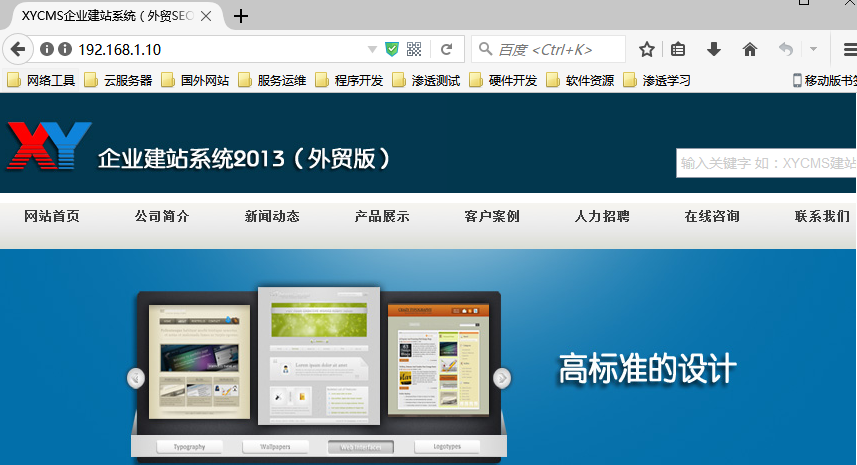 XYCMS企业建站系统（外贸SEO
192.168.1.10
百度 <Ctrl+K>
网络工具 云服务器 国外网站 服务运维 程序开发 渗透测试 硬件开发 软件资源 渗透学习 移动版书签
XY 企业建站系统2013（外贸版）
输入关键字 如：XYCMS建站
网站首页 公司简介 新闻动态 产品展示 客户案例 人力招聘 在线咨询 联系我们
高标准的设计
Typography Wallpapers Web Interfaces Logotypes